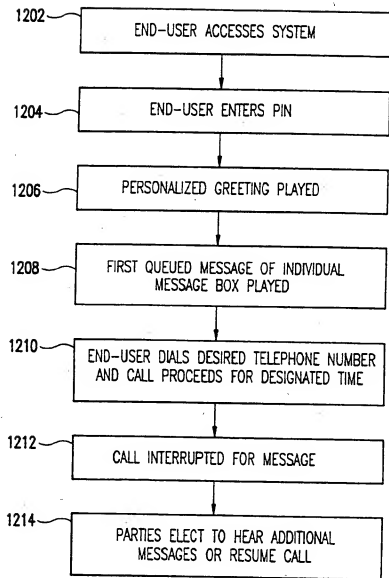 1202
END-USER ACCESSES SYSTEM
1204
END-USER ENTERS PIN
1206
PERSONALIZED GREETING PLAYED
1208
FIRST QUEUED MESSAGE OF INDIVIDUAL
MESSAGE BOX PLAYED
1210
END-USER DIALS DESIRED TELEPHONE NUMBER
AND CALL PROCEEDS FOR DESIGNATED TIME
1212
CALL INTERRUPTED FOR MESSAGE
1214
PARTIES ELECT TO HEAR ADDITIONAL
MESSAGES OR RESUME CALL